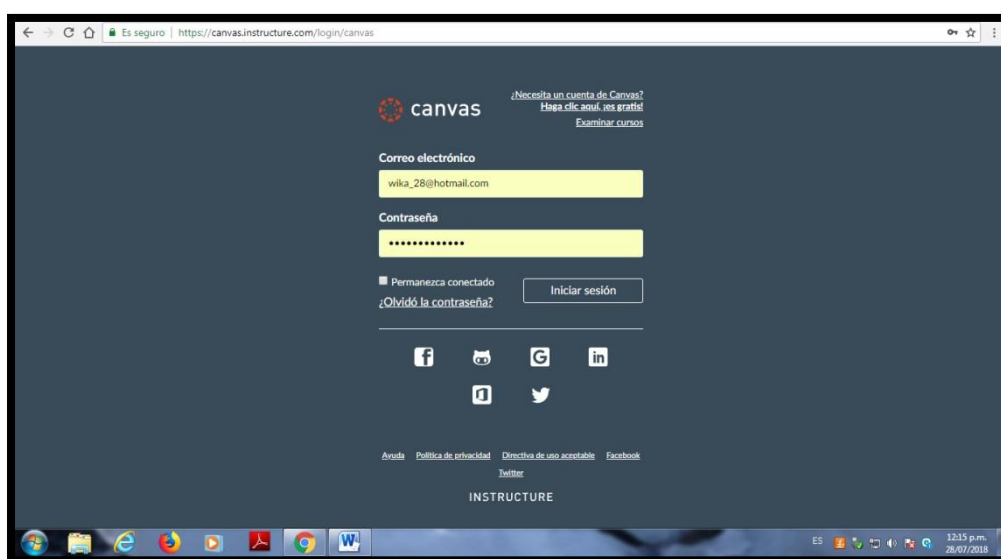 Es seguro | https://canvas.instructure.com/login/canvas
¿Necesita un cuenta de Canvas?
Haga clic aquí, ¡es gratis!
canvas
Examinar cursos
Correo electrónico
wika_28@hotmail.com
Contraseña
•••••••••••••
Permanezca conectado
Iniciar sesión
¿Olvidó la contraseña?
Ayuda Política de privacidad Directiva de uso aceptable Facebook
Twitter
INSTRUCTURE
ES 12:15 p.m.
28/07/2018